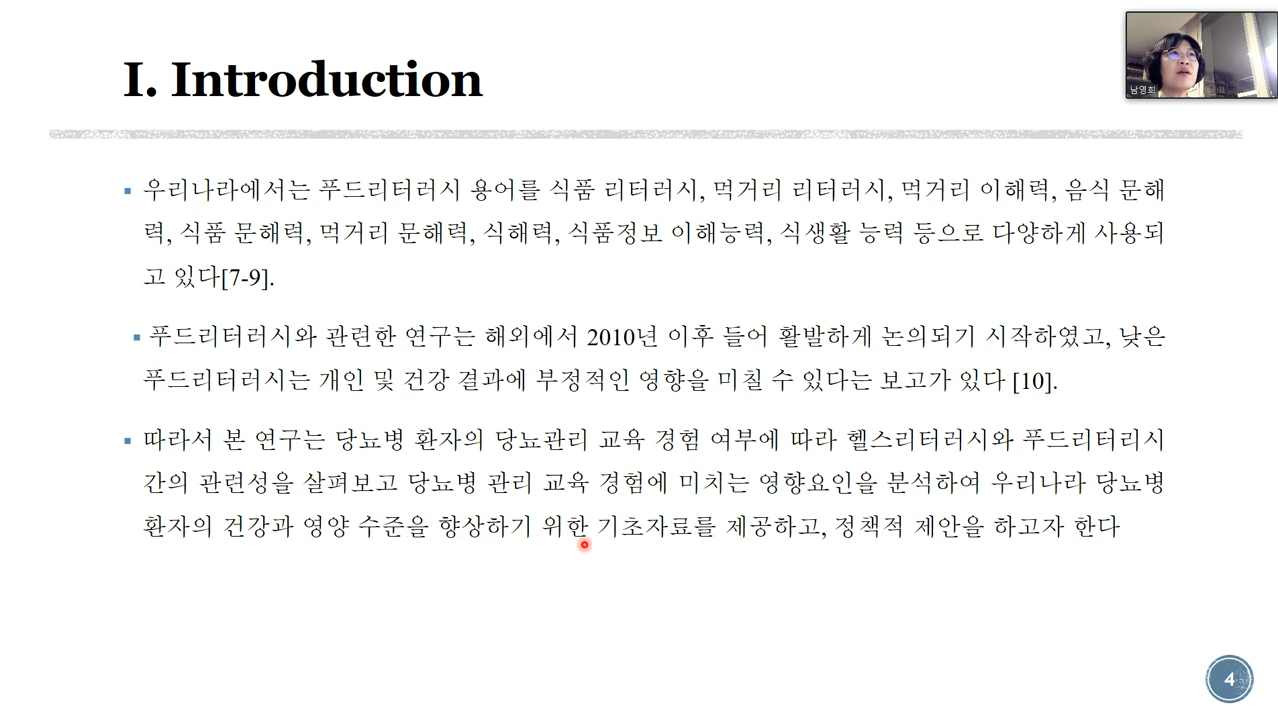 I. Introduction
남영희
우리나라에서는 푸드리터러시 용어를 식품 리터러시, 먹거리 리터러시, 먹거리 이해력, 음식 문해
력, 식품 문해력, 먹거리 문해력, 식해력, 식품정보 이해능력, 식생활 능력 등으로 다양하게 사용되
고 있다[7-9].
푸드리터러시와 관련한 연구는 해외에서 2010년 이후 들어 활발하게 논의되기 시작하였고, 낮은
푸드리터러시는 개인 및 건강 결과에 부정적인 영향을 미칠 수 있다는 보고가 있다 [10].
따라서 본 연구는 당뇨병 환자의 당뇨관리 교육 경험 여부에 따라 헬스리터러시와 푸드리터리시
간의 관련성을 살펴보고 당뇨병 관리 교육 경험에 미치는 영향요인을 분석하여 우리나라 당뇨병
환자의 건강과 영양 수준을 향상하기 위한 기초자료를 제공하고, 정책적 제안을 하고자 한다
4